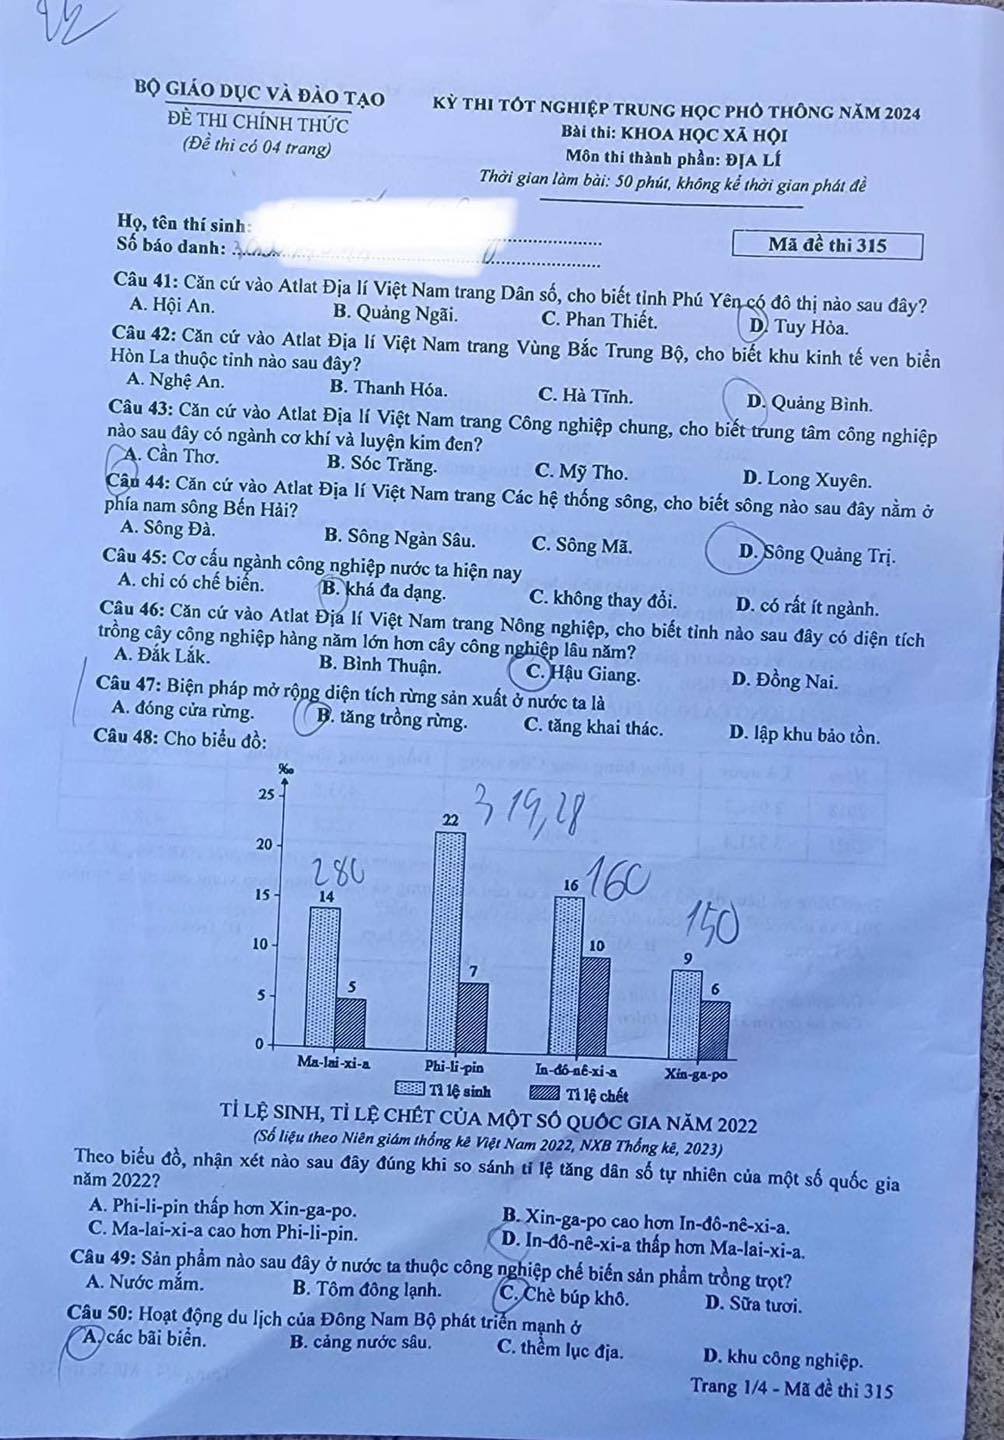 BỘ GIÁO DỤC VÀ ĐÀO TẠO
ĐỀ THI CHÍNH THỨC
(Đề thi có 04 trang)
KỲ THI TỐT NGHIỆP TRUNG HỌC PHỔ THÔNG NĂM 2024
Bài thi: KHOA HỌC XÃ HỘI
Môn thi thành phần: ĐỊA LÍ
Thời gian làm bài: 50 phút, không kể thời gian phát đề
Họ, tên thí sinh:
Số báo danh:
Mã đề thi 315
Câu 41: Căn cứ vào Atlat Địa lí Việt Nam trang Dân số, cho biết tỉnh Phú Yên có đô thị nào sau đây?
A. Hội An. B. Quảng Ngãi. C. Phan Thiết. D. Tuy Hòa.
Câu 42: Căn cứ vào Atlat Địa lí Việt Nam trang Vùng Bắc Trung Bộ, cho biết khu kinh tế ven biển
Hòn La thuộc tỉnh nào sau đây?
A. Nghệ An. B. Thanh Hóa. C. Hà Tĩnh. D. Quảng Bình.
Câu 43: Căn cứ vào Atlat Địa lí Việt Nam trang Công nghiệp chung, cho biết trung tâm công nghiệp
nào sau đây có ngành cơ khí và luyện kim đen?
A. Cần Thơ. B. Sóc Trăng. C. Mỹ Tho. D. Long Xuyên.
Câu 44: Căn cứ vào Atlat Địa lí Việt Nam trang Các hệ thống sông, cho biết sông nào sau đây nằm ở
phía nam sông Bến Hải?
A. Sông Đà. B. Sông Ngàn Sâu. C. Sông Mã. D. Sông Quảng Trị.
Câu 45: Cơ cấu ngành công nghiệp nước ta hiện nay
A. chỉ có chế biến. B. khá đa dạng. C. không thay đổi. D. có rất ít ngành.
Câu 46: Căn cứ vào Atlat Địa lí Việt Nam trang Nông nghiệp, cho biết tỉnh nào sau đây có diện tích
trồng cây công nghiệp hàng năm lớn hơn cây công nghiệp lâu năm?
A. Đắk Lắk. B. Bình Thuận. C. Hậu Giang. D. Đồng Nai.
Câu 47: Biện pháp mở rộng diện tích rừng sản xuất ở nước ta là
A. đóng cửa rừng. B. tăng trồng rừng. C. tăng khai thác. D. lập khu bảo tồn.
Câu 48: Cho biểu đồ:
‰
25
20
15
10
5
0
14
5
22
7
16
10
9
6
280
319,28
160
150
Ma-lai-xi-a Phi-li-pin In-đô-nê-xi-a Xin-ga-po
Tỉ lệ sinh Tỉ lệ chết
TỈ LỆ SINH, TỈ LỆ CHẾT CỦA MỘT SỐ QUỐC GIA NĂM 2022
(Số liệu theo Niên giám thống kê Việt Nam 2022, NXB Thống kê, 2023)
Theo biểu đồ, nhận xét nào sau đây đúng khi so sánh tỉ lệ tăng dân số tự nhiên của một số quốc gia
năm 2022?
A. Phi-li-pin thấp hơn Xin-ga-po. B. Xin-ga-po cao hơn In-đô-nê-xi-a.
C. Ma-lai-xi-a cao hơn Phi-li-pin. D. In-đô-nê-xi-a thấp hơn Ma-lai-xi-a.
Câu 49: Sản phẩm nào sau đây ở nước ta thuộc công nghiệp chế biến sản phẩm trồng trọt?
A. Nước mắm. B. Tôm đông lạnh. C. Chè búp khô. D. Sữa tươi.
Câu 50: Hoạt động du lịch của Đông Nam Bộ phát triển mạnh ở
A. các bãi biển. B. cảng nước sâu. C. thềm lục địa. D. khu công nghiệp.
Trang 1/4 - Mã đề thi 315